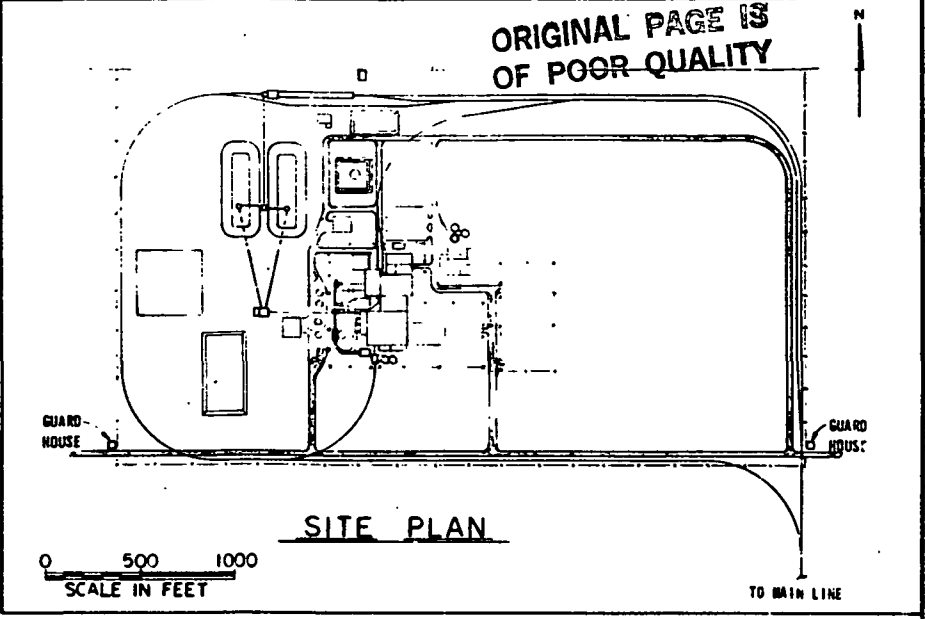 ORIGINAL PAGE IS
OF POOR QUALITY
N
GUARD
HOUSE
GUARD
HOUSE
SITE PLAN
0 500 1000
SCALE IN FEET
TO MAIN LINE